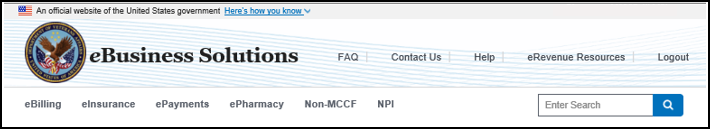 An official website of the United States government Here's how you know
eBusiness Solutions FAQ Contact Us Help eRevenue Resources Logout
eBilling eInsurance ePayments ePharmacy Non-MCCF NPI Enter Search